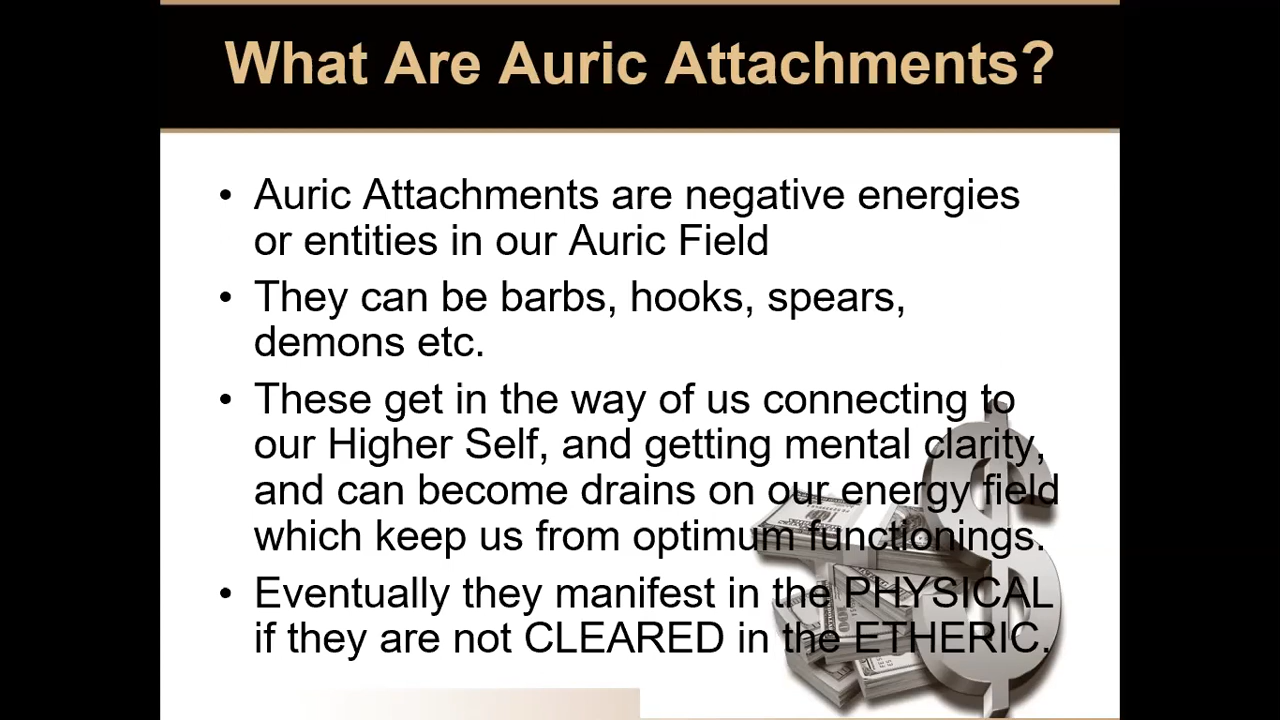 What Are Auric Attachments?
• Auric Attachments are negative energies
or entities in our Auric Field
• They can be barbs, hooks, spears,
demons etc.
• These get in the way of us connecting to
our Higher Self, and getting mental clarity,
and can become drains on our energy field
which keep us from optimum functionings.
• Eventually they manifest in the PHYSICAL
if they are not CLEARED in the ETHERIC.